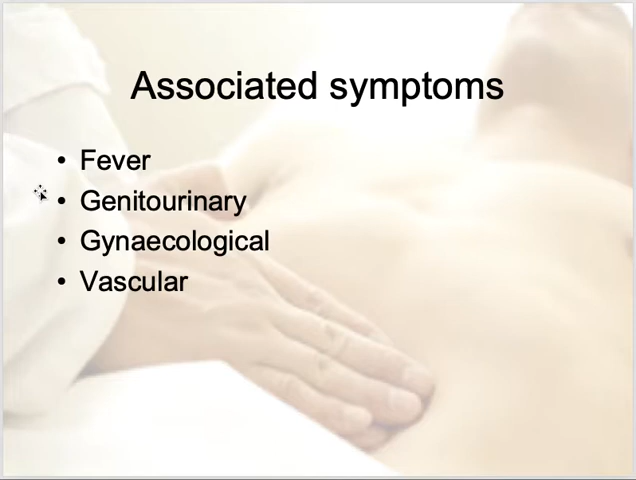 Associated symptoms
• Fever
• Genitourinary
• Gynaecological
• Vascular